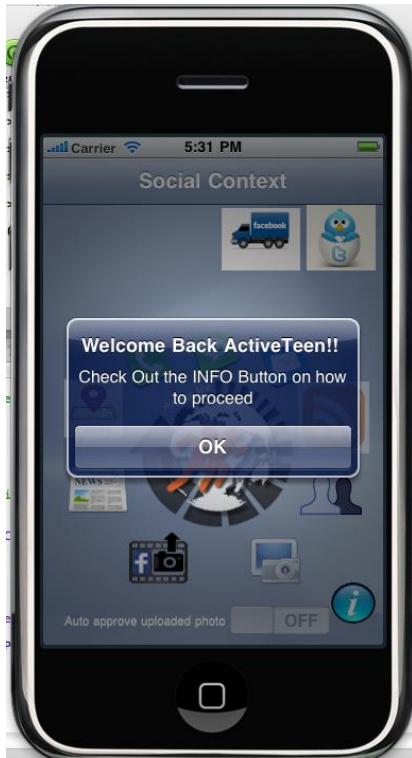 Carrier 5:31 PM
Social Context
facebook
Welcome Back ActiveTeen!!
Check Out the INFO Button on how
to proceed
OK
NEWS
Auto approve uploaded photo OFF